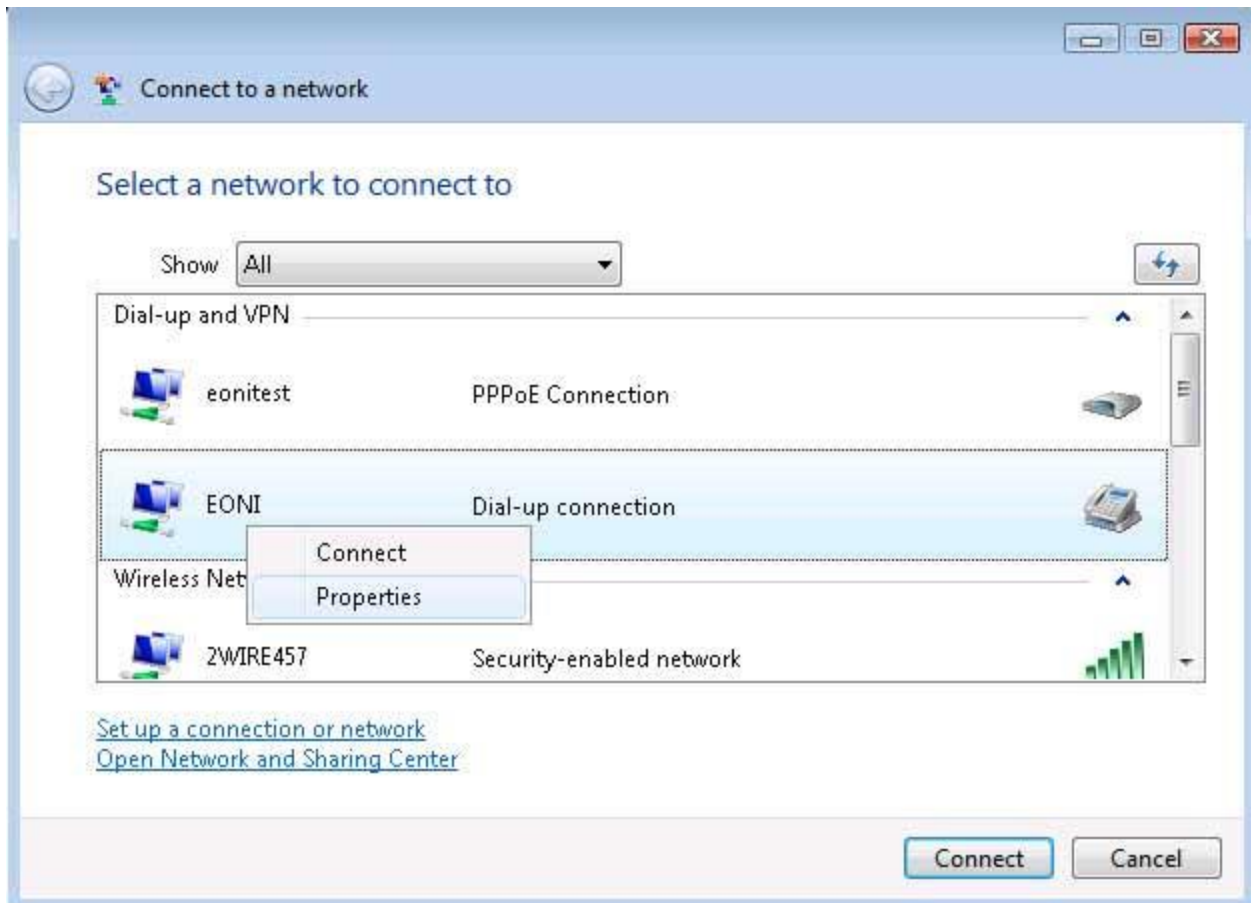 Connect to a network
Select a network to connect to
Show All
Dial-up and VPN
eonitest PPPoE Connection
EONI Dial-up connection
Connect
Wireless Net
Properties
2WIRE457 Security-enabled network
Set up a connection or network
Open Network and Sharing Center
Connect Cancel